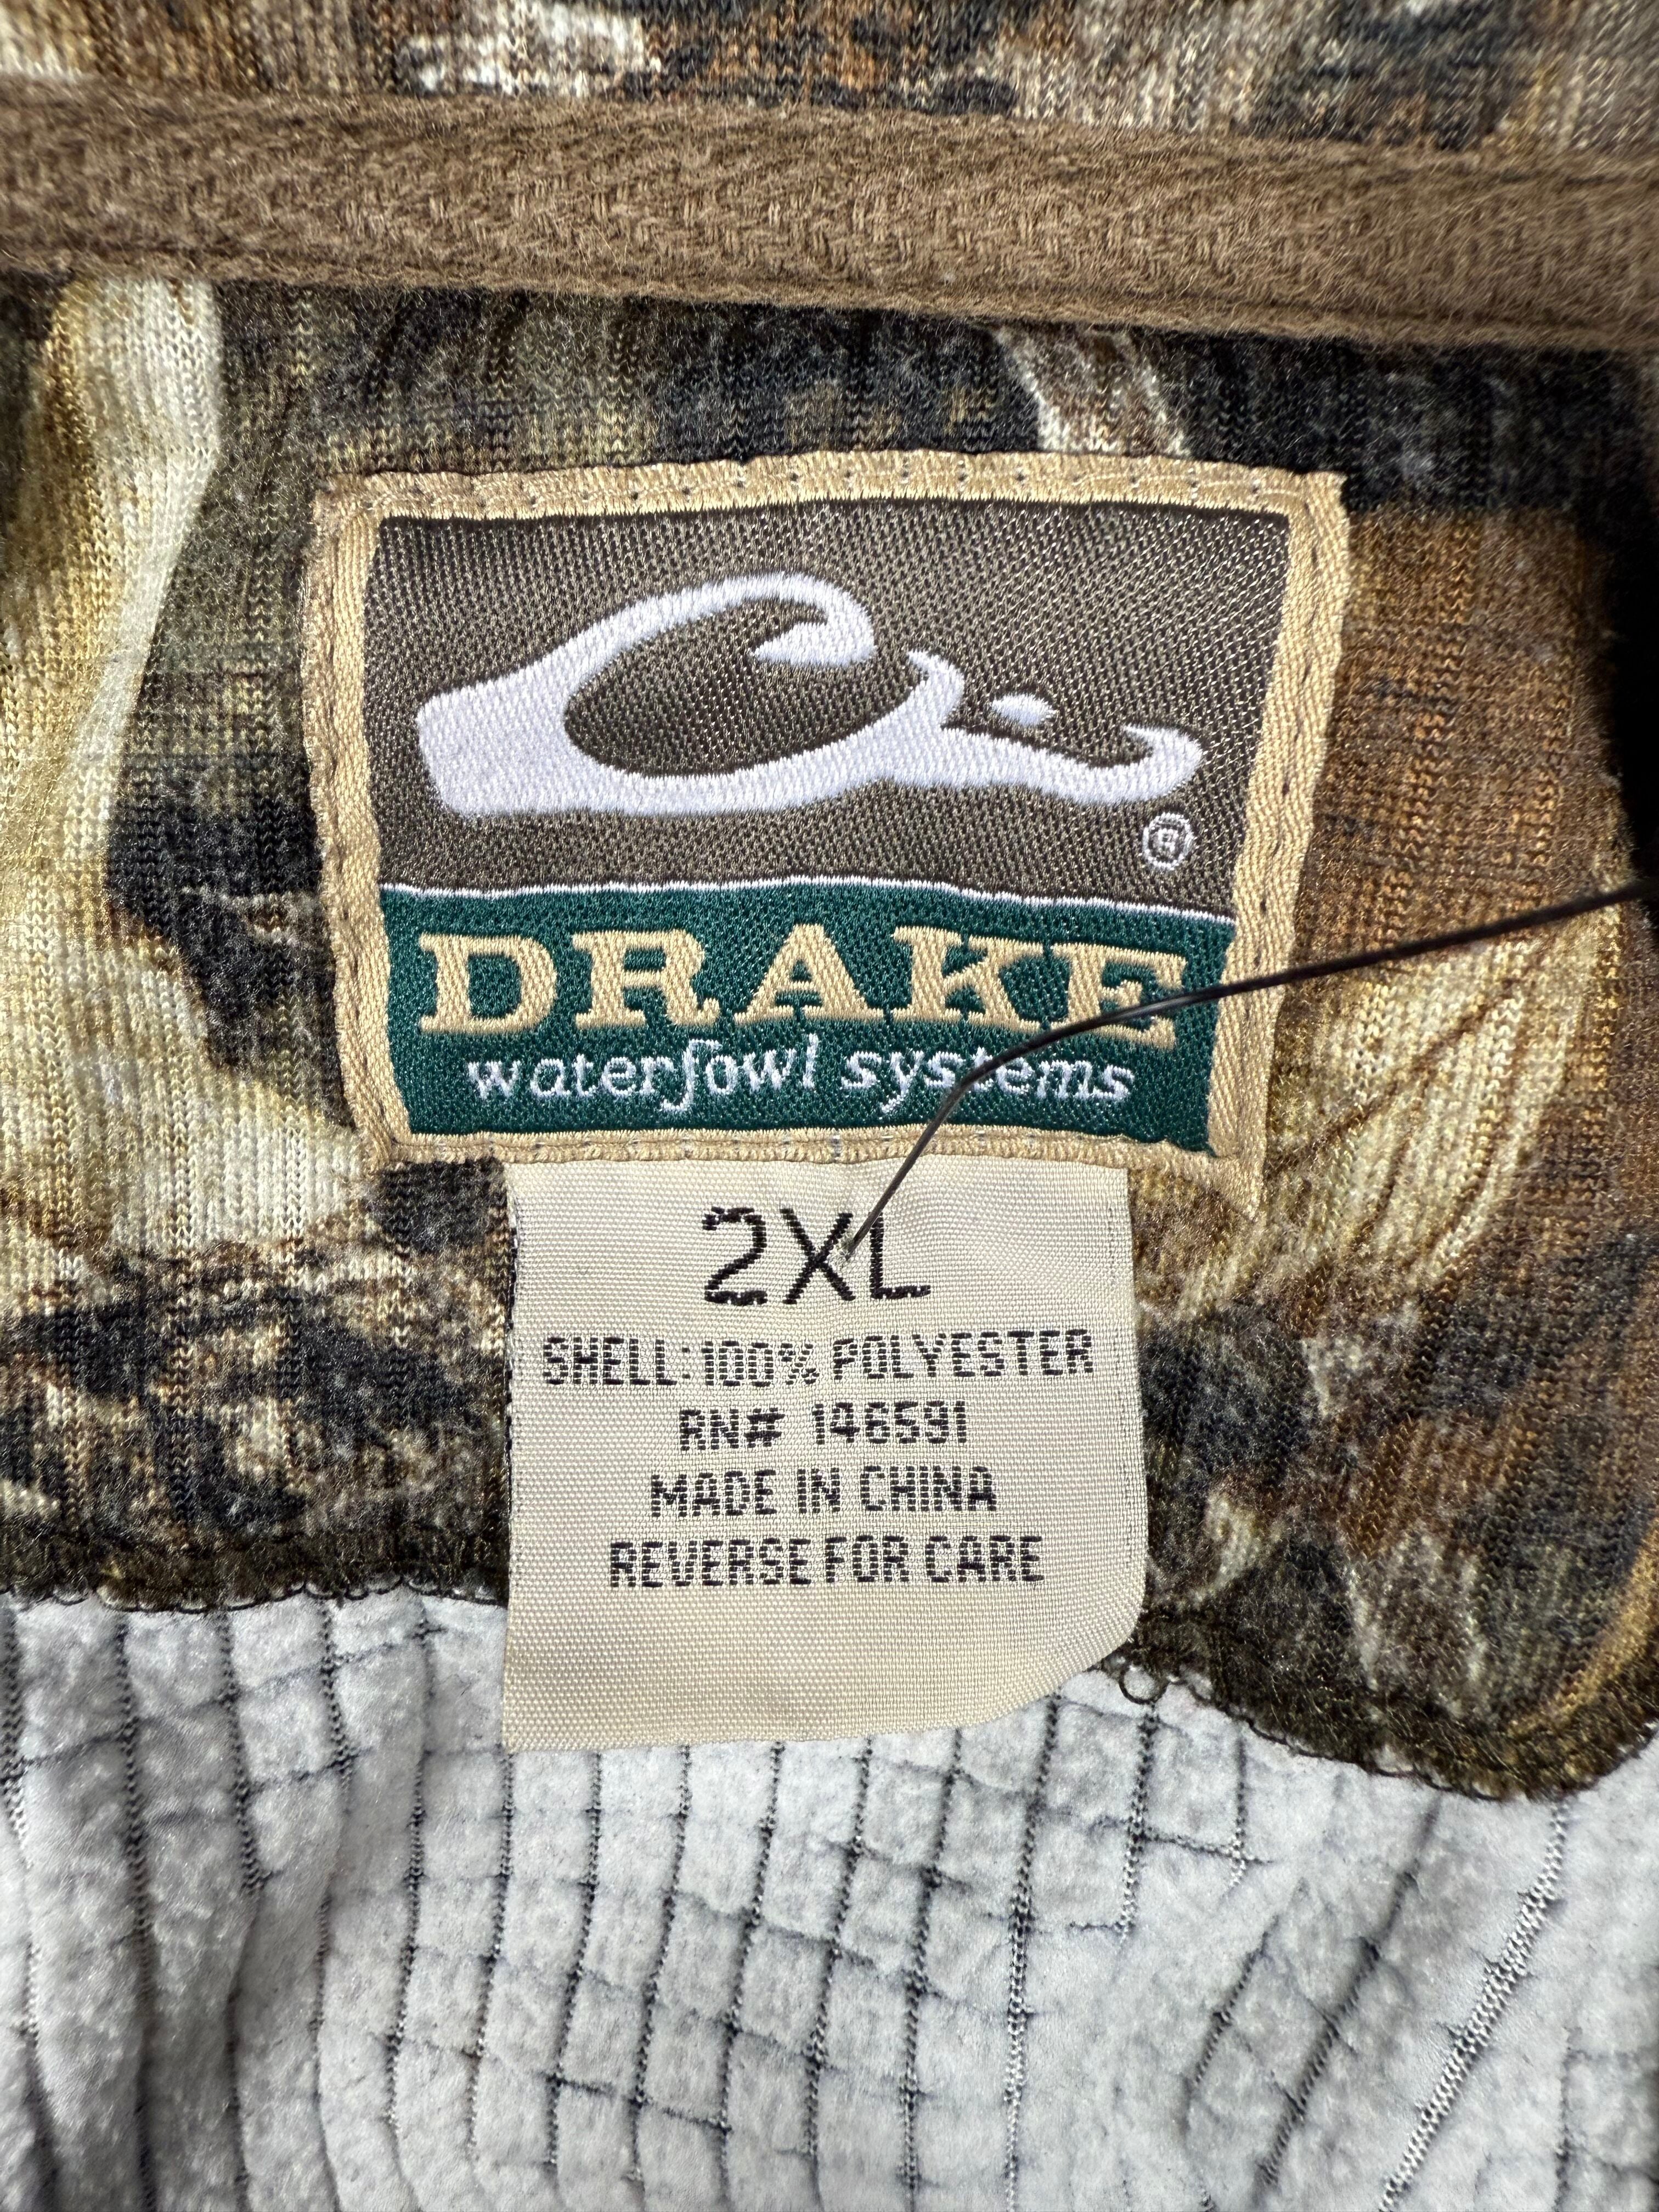 ®
DRAKE
waterfowl systems
2XL
SHELL: 100% POLYESTER
RN# 146591
MADE IN CHINA
REVERSE FOR CARE